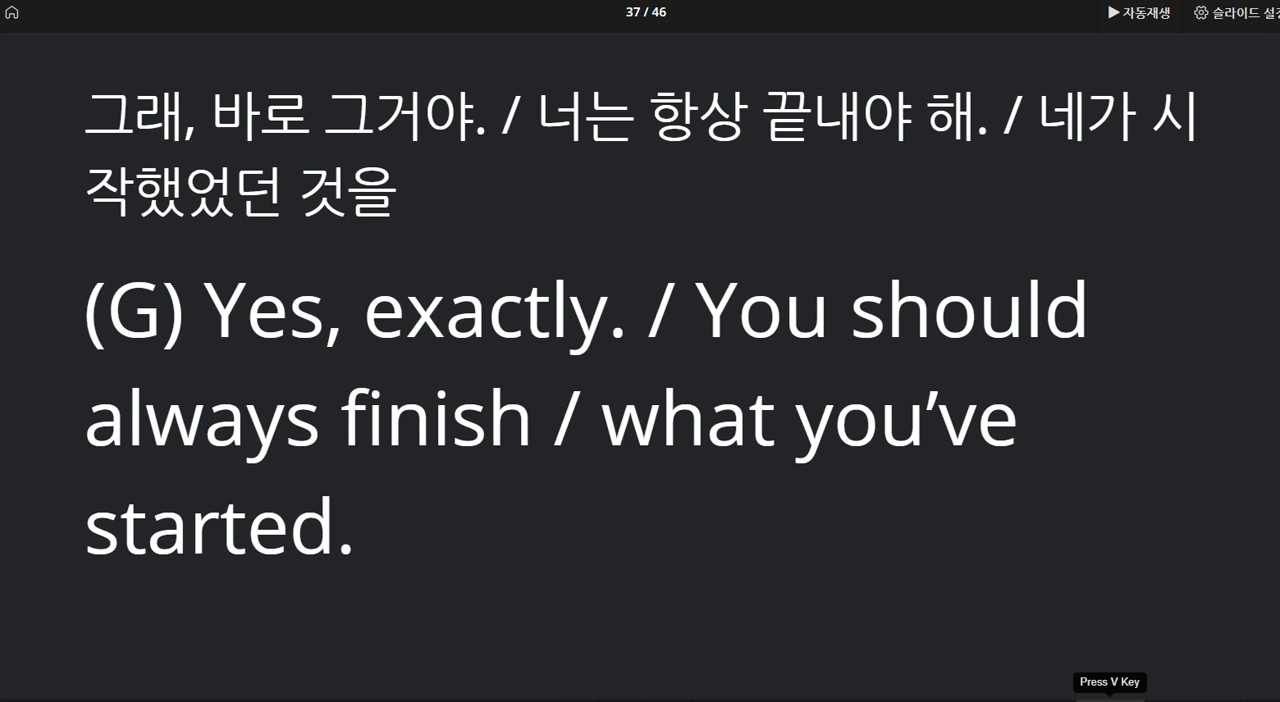 37 / 46
▶ 자동재생
슬라이드 설정
그래, 바로 그거야. / 너는 항상 끝내야 해. / 네가 시
작했었던 것을
(G) Yes, exactly. / You should
always finish / what you’ve
started.
Press V Key